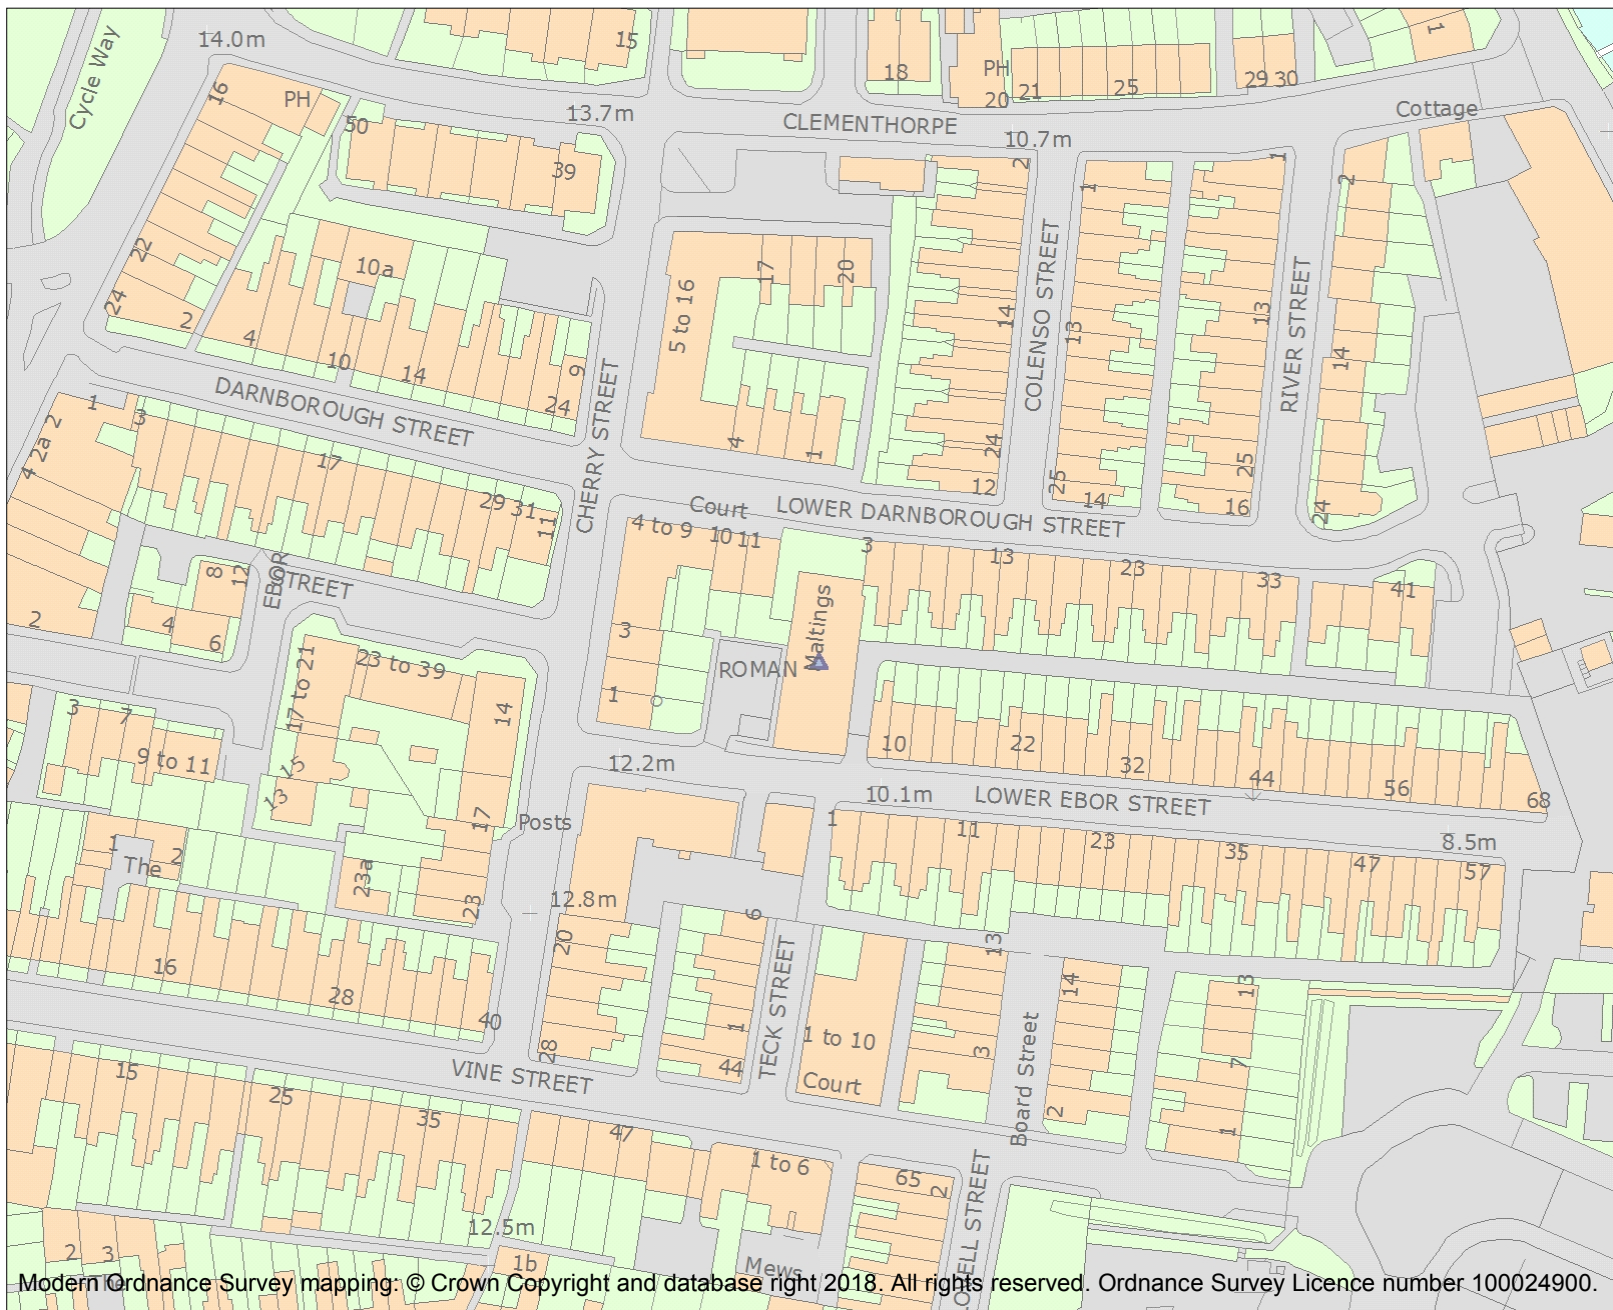 14.0m
15
1
Cycle Way
16
PH
50
13.7m
18
PH
20
21
25
29 30
CLEMENTHORPE
10.7m
Cottage
39
2
1
1
2
22
10a
24
2
4
10
14
24
9
5 to 16
17
20
14
13
13
14
COLENSO STREET
RIVER STREET
DARNBOROUGH STREET
CHERRY STREET
1
3
2
2a
4
17
29 31
11
4
1
24
12
25
14
25
16
24
Court
LOWER DARNBOROUGH STREET
4 to 9
10 11
3
13
23
33
41
8
12
EBOR
STREET
2
4
6
3
1
Maltings
ROMAN
17 to 21
23 to 39
14
3
7
9 to 11
15
13
17
12.2m
10
22
32
44
56
68
10.1m
LOWER EBOR STREET
Posts
1
11
23
35
47
57
8.5m
1
2
The
23a
23
12.8m
20
6
13
14
13
16
28
40
28
1
44
TECK STREET
1 to 10
Court
3
Board Street
2
7
1
VINE STREET
15
25
35
47
1 to 6
65
2
12.5m
2
3
1b
Mews
Modern Ordnance Survey mapping: © Crown Copyright and database right 2018. All rights reserved. Ordnance Survey Licence number 100024900.